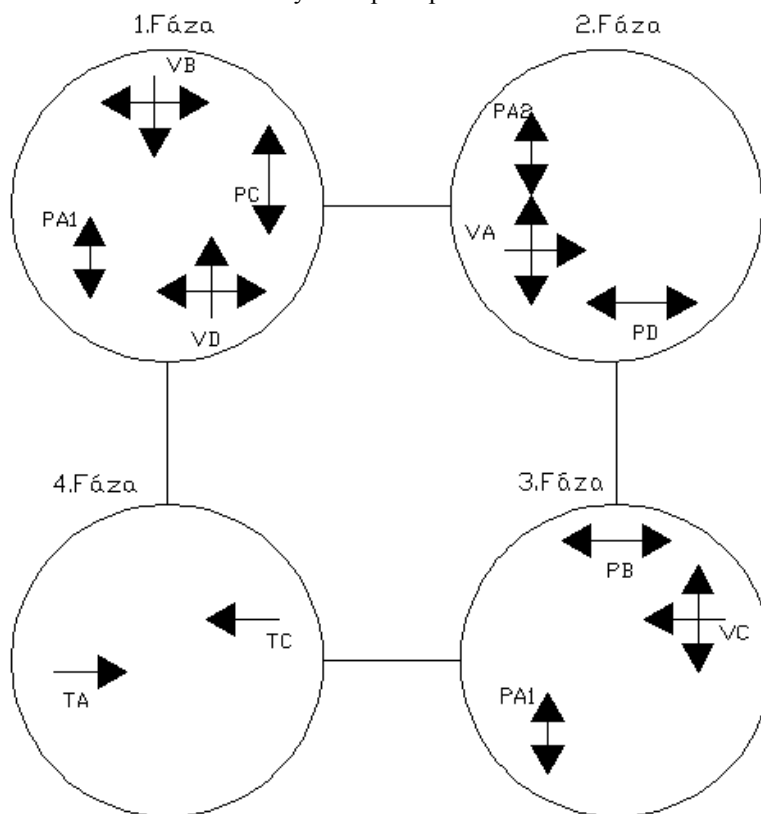 1.Fáza
VB
PC
PA1
VD
2.Fáza
PA2
VA
PD
4.Fáza
TC
TA
3.Fáza
PB
VC
PA1